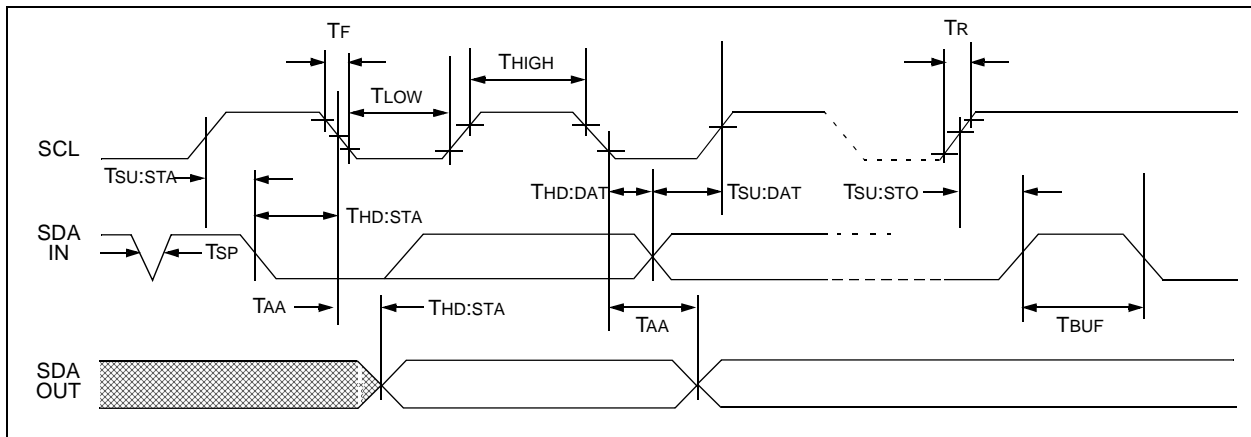 TF
TR
THIGH
TLOW
SCL
TSU:STA
THD:DAT
TSU:DAT
TSU:STO
THD:STA
SDA
IN
TSP
TAA
THD:STA
TAA
TBUF
SDA
OUT